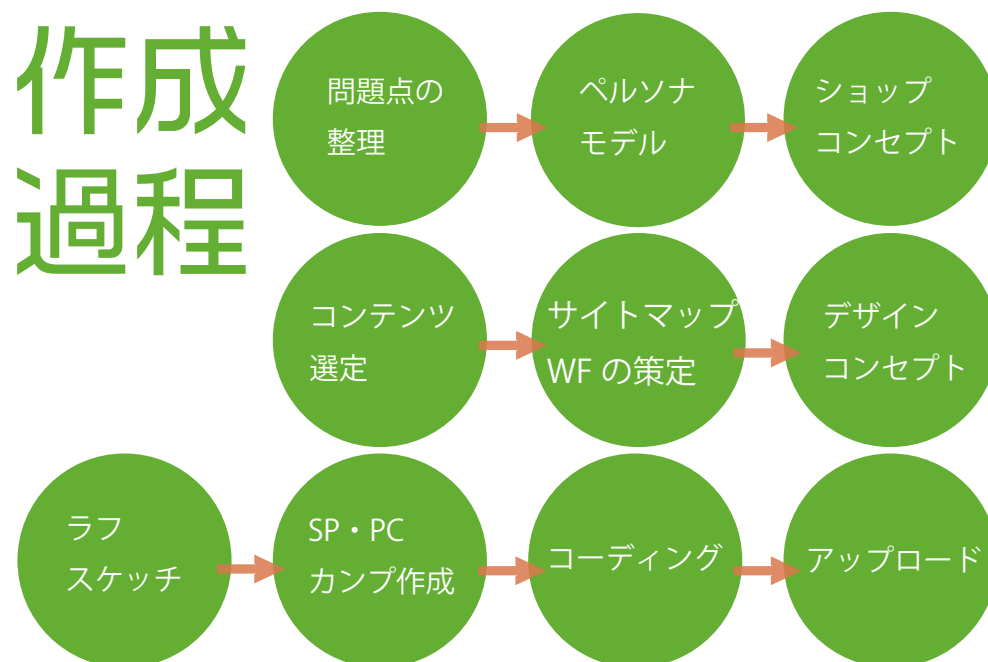 作成
過程
問題点の
整理
ペルソナ
モデル
ショップ
コンセプト
コンテンツ
選定
サイトマップ
WF の策定
デザイン
コンセプト
ラフ
スケッチ
SP・PC
カンプ作成
コーディング
アップロード